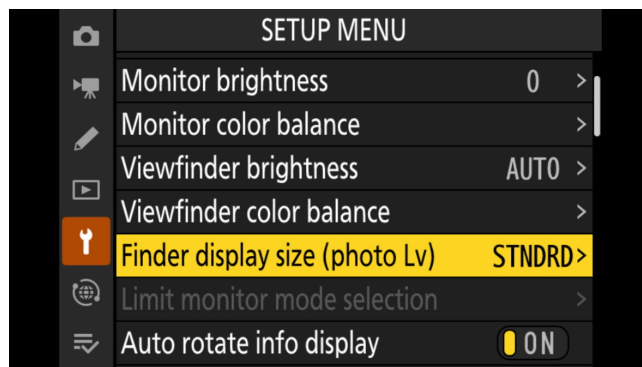 SETUP MENU
Monitor brightness 0 >
Monitor color balance >
Viewfinder brightness AUTO >
Viewfinder color balance >
Finder display size (photo Lv) STNDRD>
Limit monitor mode selection >
Auto rotate info display ON